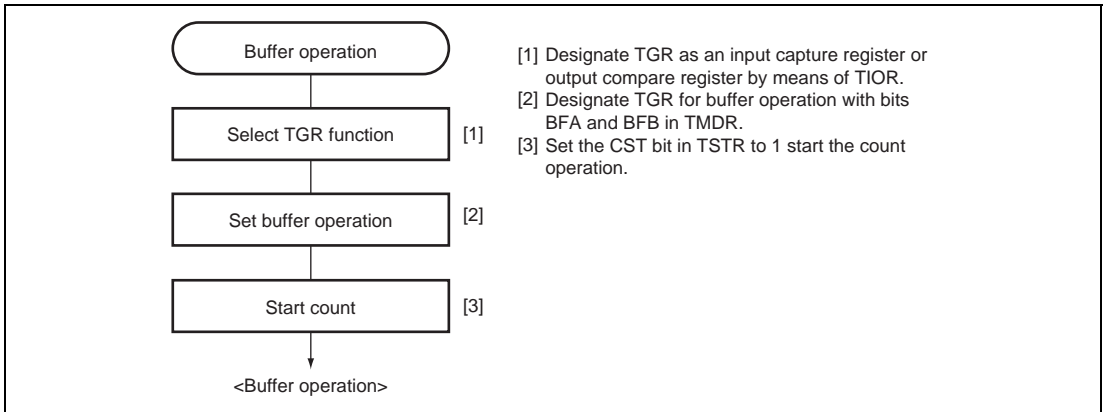 Buffer operation
Select TGR function
[1]
Set buffer operation
[2]
Start count
[3]
<Buffer operation>
[1] Designate TGR as an input capture register or
output compare register by means of TIOR.
[2] Designate TGR for buffer operation with bits
BFA and BFB in TMDR.
[3] Set the CST bit in TSTR to 1 start the count
operation.